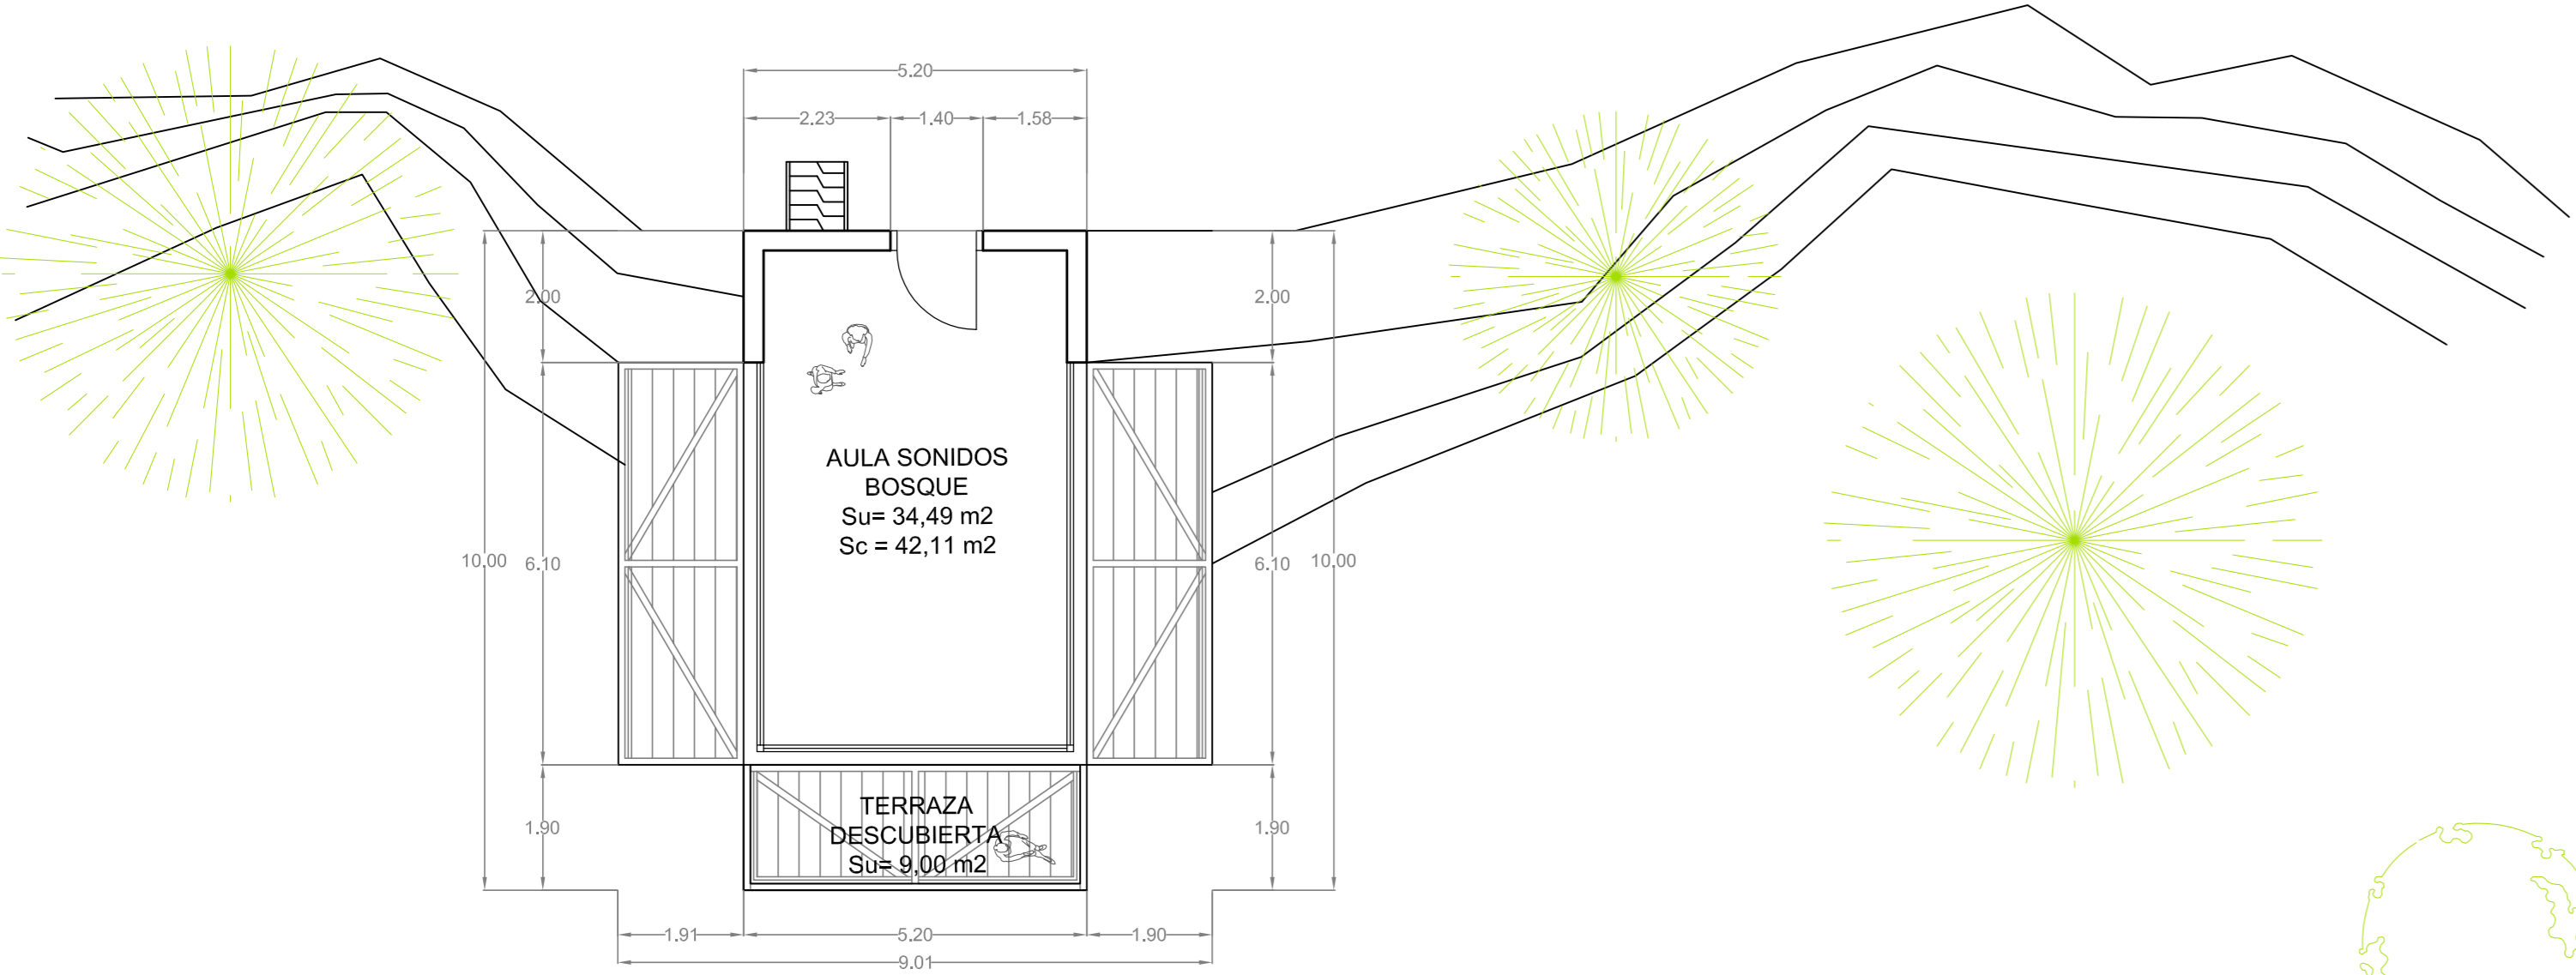 5.20
2.23 1.40 1.58
2.00 2.00
AULA SONIDOS
BOSQUE
Su= 34,49 m2
Sc = 42,11 m2
10.00 6.10 6.10 10.00
TERRAZA
DESCUBIERTA
Su= 9,00 m2
1.90 1.90
1.91 5.20 1.90
9.01